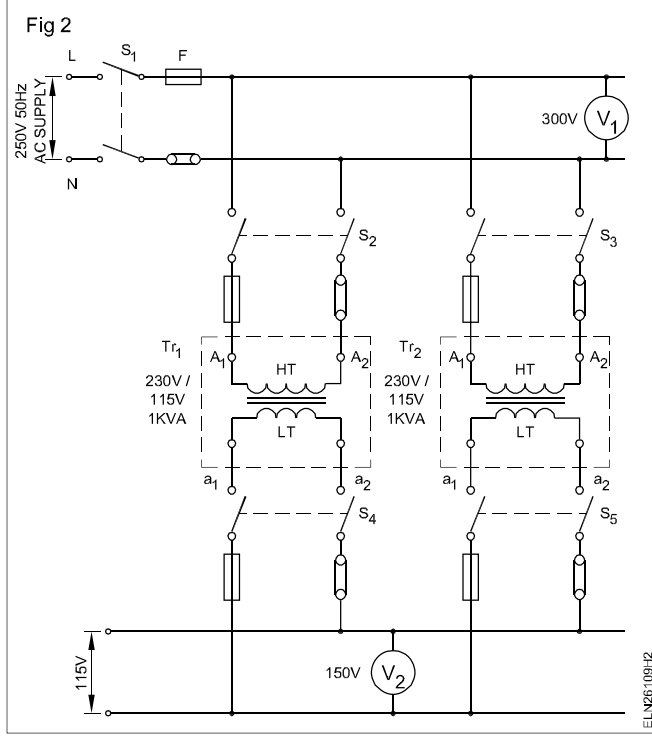 Fig 2
L
S1
F
250V 50Hz
AC SUPPLY
N
300V
V1
S2
S3
Tr1
230V /
115V
1KVA
A1
HT
A2
LT
a1
a2
Tr2
230V /
115V
1KVA
A1
HT
A2
LT
a1
a2
S4
S5
115V
150V
V2
ELN26109H2